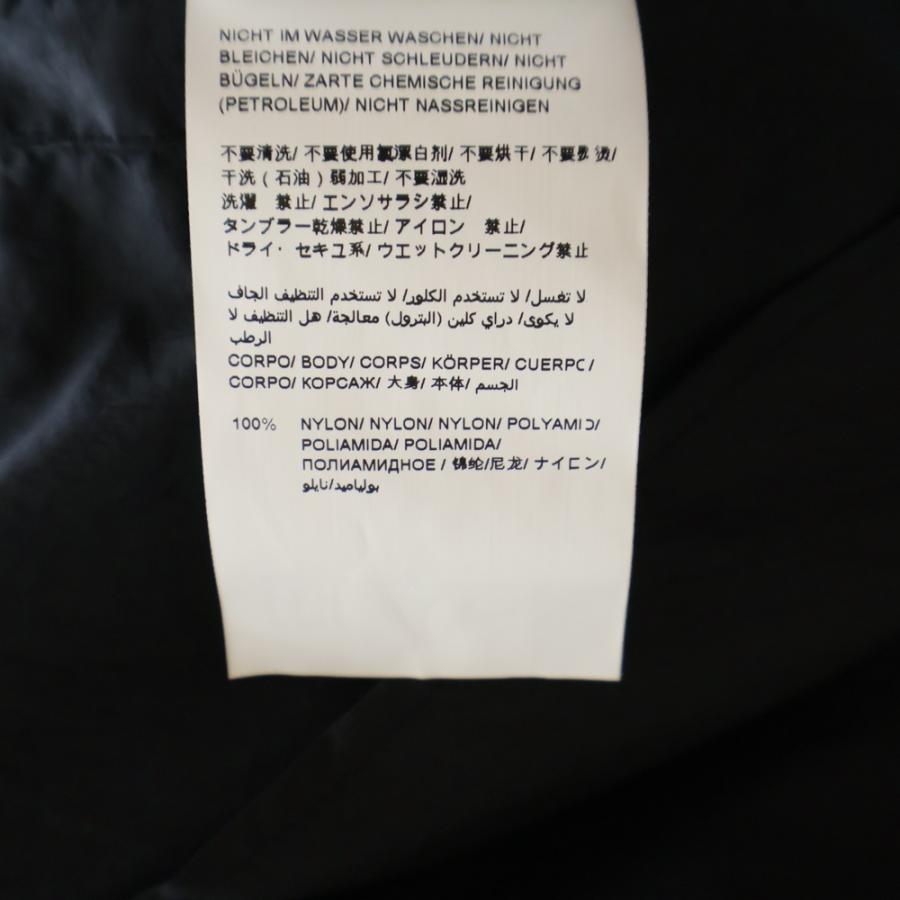 NICHT IM WASSER WASCHEN/ NICHT
BLEICHEN/ NICHT SCHLEUDERN/ NICHT
BÜGELN/ ZARTE CHEMISCHE REINIGUNG
(PETROLEUM)/ NICHT NASSREINIGEN
不要清洗/ 不要使用氯漂白剂/ 不要烘干/ 不要熨烫/
干洗（石油）弱加工/ 不要湿洗
洗濯 禁止/ エンソサラシ禁止/
タンブラー乾燥禁止/ アイロン 禁止/
ドライ· セキユ系/ ウエットクリーニング禁止
لا تغسل/ لا تستخدم الكلور/ لا تستخدم التنظيف الجاف
لا يكوى/ دراي كلين (البترول) معالجة/ هل التنظيف لا
الرطب
CORPO/ BODY/ CORPS/ KÖRPER/ CUERPO/
CORPO/ КОРСАЖ/ 大身/ 本体/ الجسم
100% NYLON/ NYLON/ NYLON/ POLYAMID/
POLIAMIDA/ POLIAMIDA/
ПОЛИАМИДНОЕ / 锦纶/尼龙/ ナイロン/
بولياميد/نايلو